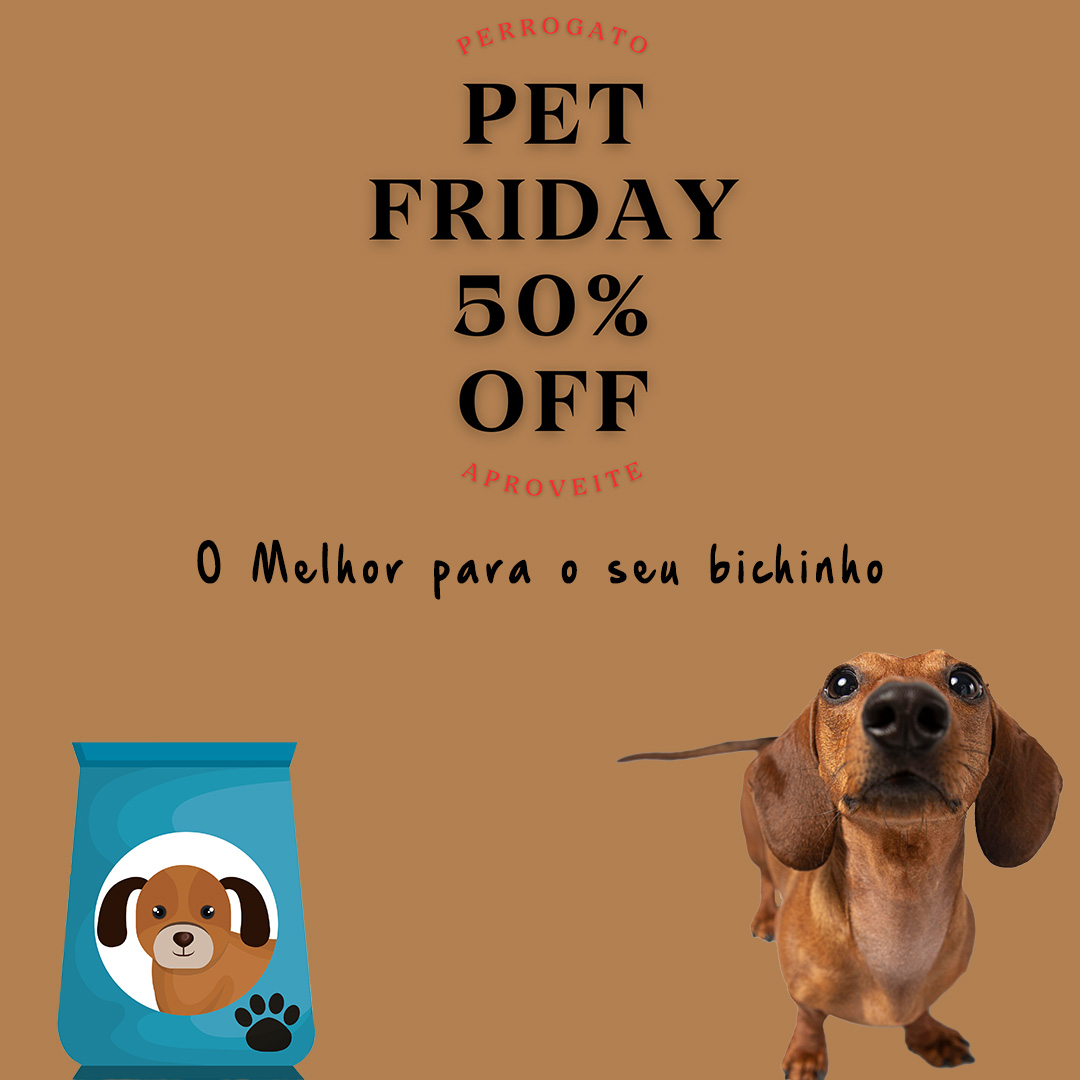 PERROGATO
PET
FRIDAY
50%
OFF
APROVEITE
O Melhor para o seu bichinho